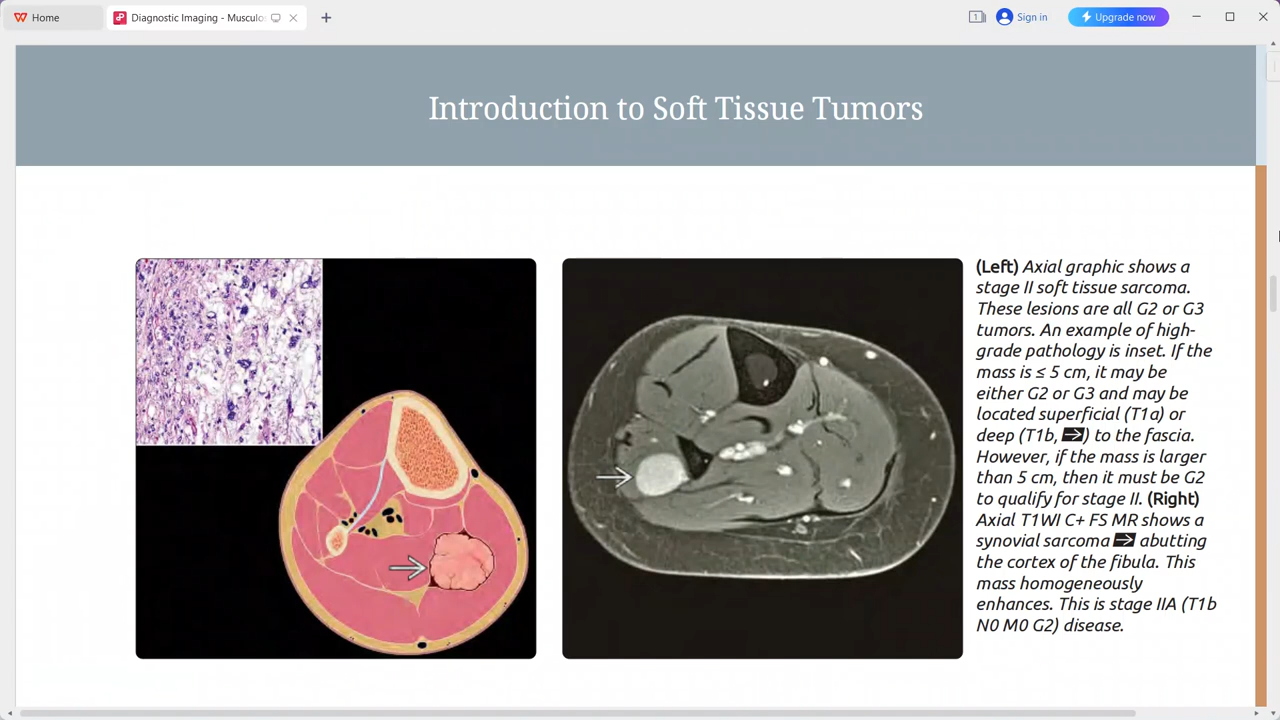 Home
Diagnostic Imaging - Musculos
1
Sign in
Upgrade now
Introduction to Soft Tissue Tumors
(Left) Axial graphic shows a
stage II soft tissue sarcoma.
These lesions are all G2 or G3
tumors. An example of high-
grade pathology is inset. If the
mass is ≤ 5 cm, it may be
either G2 or G3 and may be
located superficial (T1a) or
deep (T1b, ➡) to the fascia.
However, if the mass is larger
than 5 cm, then it must be G2
to qualify for stage II. (Right)
Axial T1WI C+ FS MR shows a
synovial sarcoma ➡ abutting
the cortex of the fibula. This
mass homogeneously
enhances. This is stage IIA (T1b
N0 M0 G2) disease.